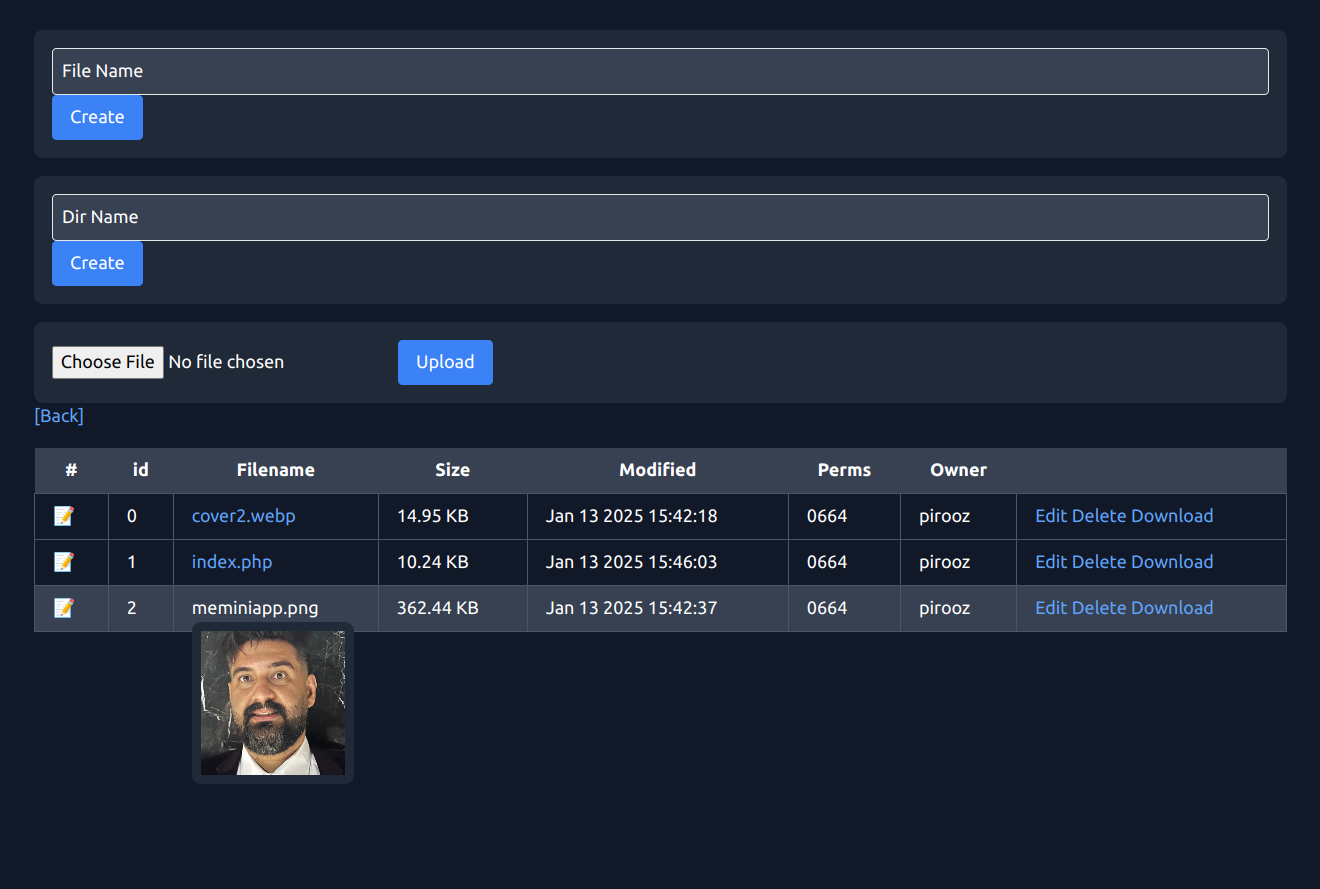 File Name
Create
Dir Name
Create
Choose File No file chosen Upload
[Back]
# id Filename Size Modified Perms Owner
0 cover2.webp 14.95 KB Jan 13 2025 15:42:18 0664 pirooz Edit Delete Download
1 index.php 10.24 KB Jan 13 2025 15:46:03 0664 pirooz Edit Delete Download
2 meminiapp.png 362.44 KB Jan 13 2025 15:42:37 0664 pirooz Edit Delete Download